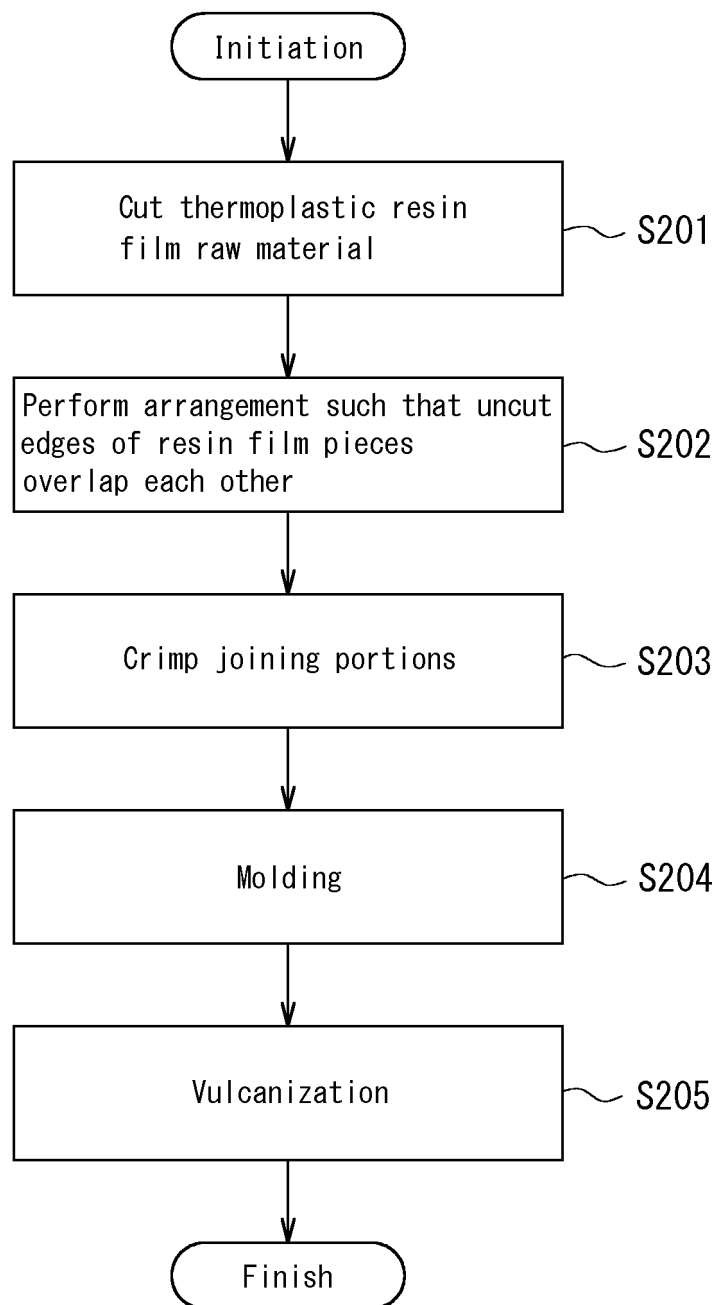 Initiation
Cut thermoplastic resin
film raw material
S201
Perform arrangement such that uncut
edges of resin film pieces
overlap each other
S202
Crimp joining portions
S203
Molding
S204
Vulcanization
S205
Finish